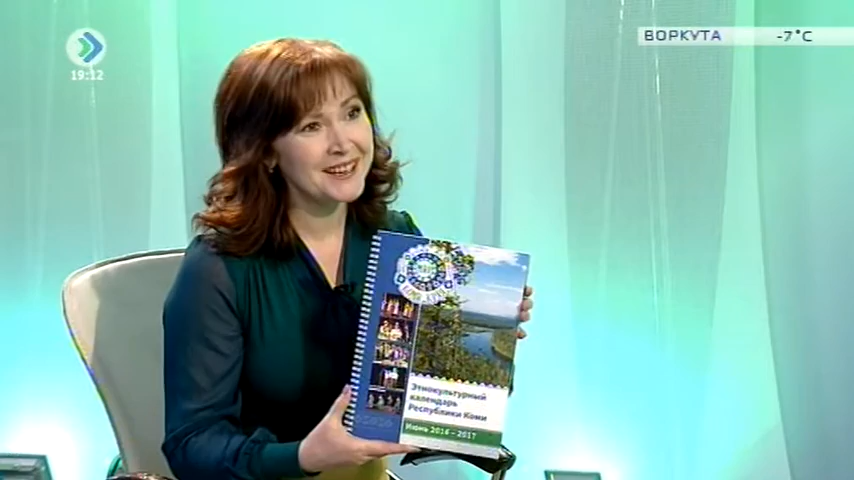 19:12
ВОРКУТА -7°C
Этнокультурный
календарь
Республики Коми
Июнь 2016 - 2017